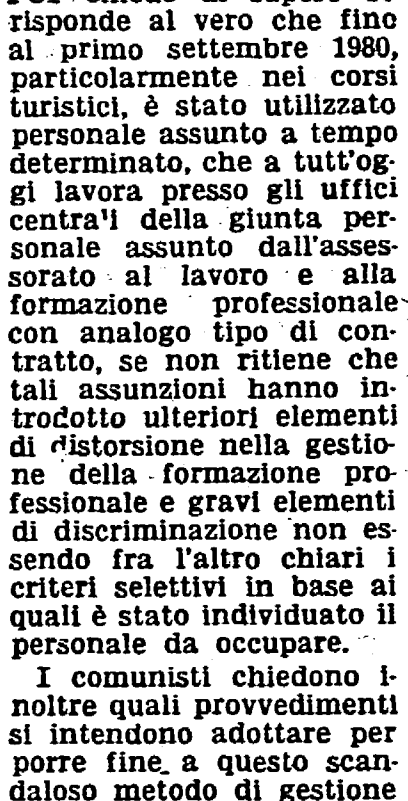 risponde al vero che fino
al primo settembre 1980,
particolarmente nei corsi
turistici, è stato utilizzato
personale assunto a tempo
determinato, che a tutt'og-
gi lavora presso gli uffici
centra'i della giunta per-
sonale assunto dall'asses-
sorato al lavoro e alla
formazione professionale
con analogo tipo di con-
tratto, se non ritiene che
tali assunzioni hanno in-
trodotto ulteriori elementi
di distorsione nella gestio-
ne della formazione pro-
fessionale e gravi elementi
di discriminazione non es-
sendo fra l'altro chiari i
criteri selettivi in base ai
quali è stato individuato il
personale da occupare.
I comunisti chiedono i-
noltre quali provvedimenti
si intendono adottare per
porre fine a questo scan-
daloso metodo di gestione